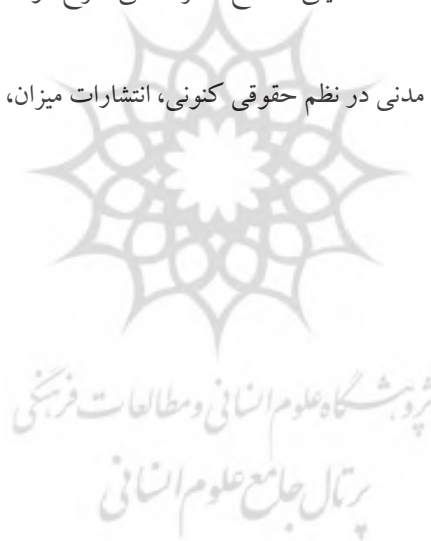 مدنی در نظم حقوقی کنونی، انتشارات میزان،
پژوهشگاه علوم انسانی و مطالعات فرهنگی
پرتال جامع علوم انسانی